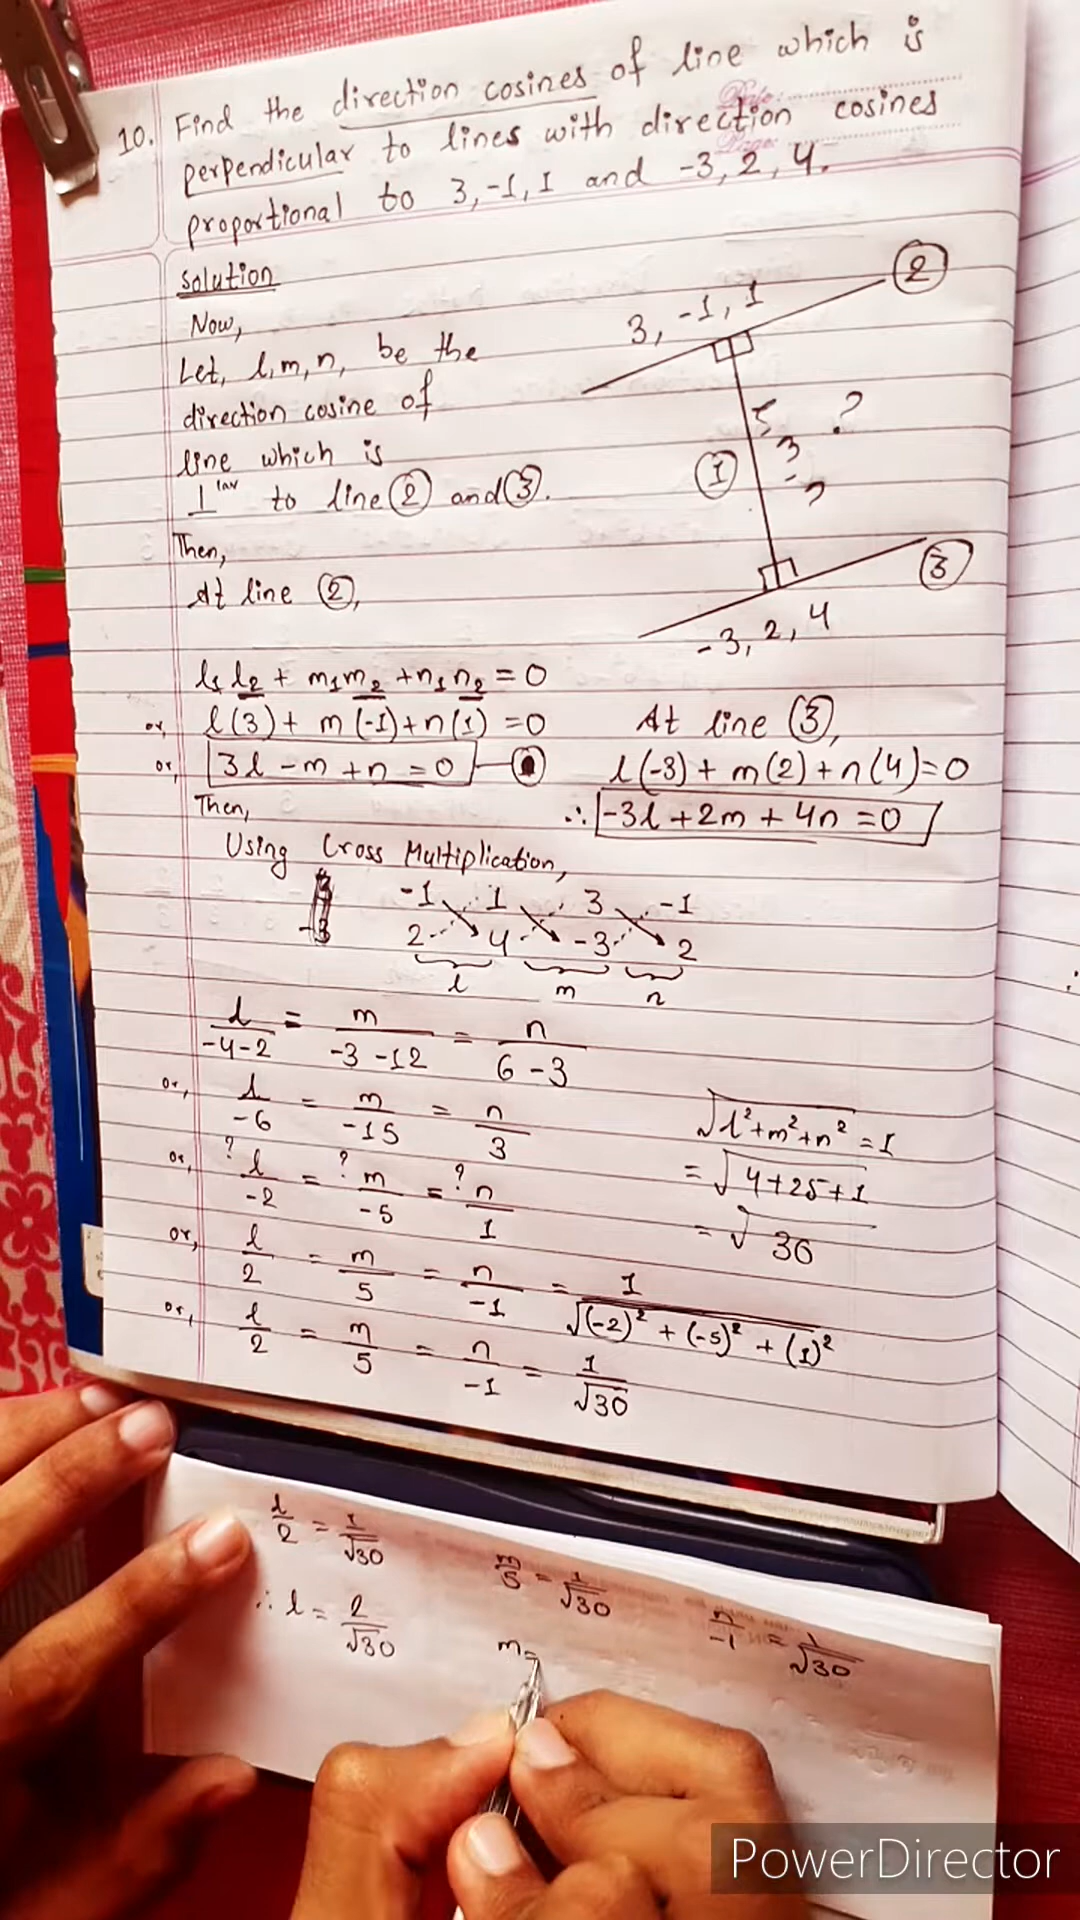 10. Find the direction cosines of line which is
perpendicular to lines with direction cosines
proportional to 3, -1, 1 and -3, 2, 4.
Date:
Page:
solution
Now,
Let, l, m, n, be the
direction cosine of
line which is
⊥lar to line ② and ③.
②
3, -1, 1
?
①
③
-3, 2, 4
Then,
At line ②,
l₁l₂ + m₁m₂ + n₁n₂ = 0
or, l(3) + m(-1) + n(1) = 0
or, 3l - m + n = 0
At line ③,
l(-3) + m(2) + n(4) = 0
∴ -3l + 2m + 4n = 0
Then,
Using Cross Multiplication,
-1 1 3 -1
2 4 -3 2
l m n
l/-4-2 = m/-3-12 = n/6-3
or, l/-6 = m/-15 = n/3
or, ? l/-2 = ? m/-5 = ? n/1
or, l/2 = m/5 = n/-1 = 1/√(-2)² + (-5)² + (1)²
or, l/2 = m/5 = n/-1 = 1/√30
√l²+m²+n² = 1
= √4+25+1
= √30
l/2 = 1/√30
∴ l = 2/√30
m/5 = 1/√30
m=
n/-1 = 1/√30
PowerDirector